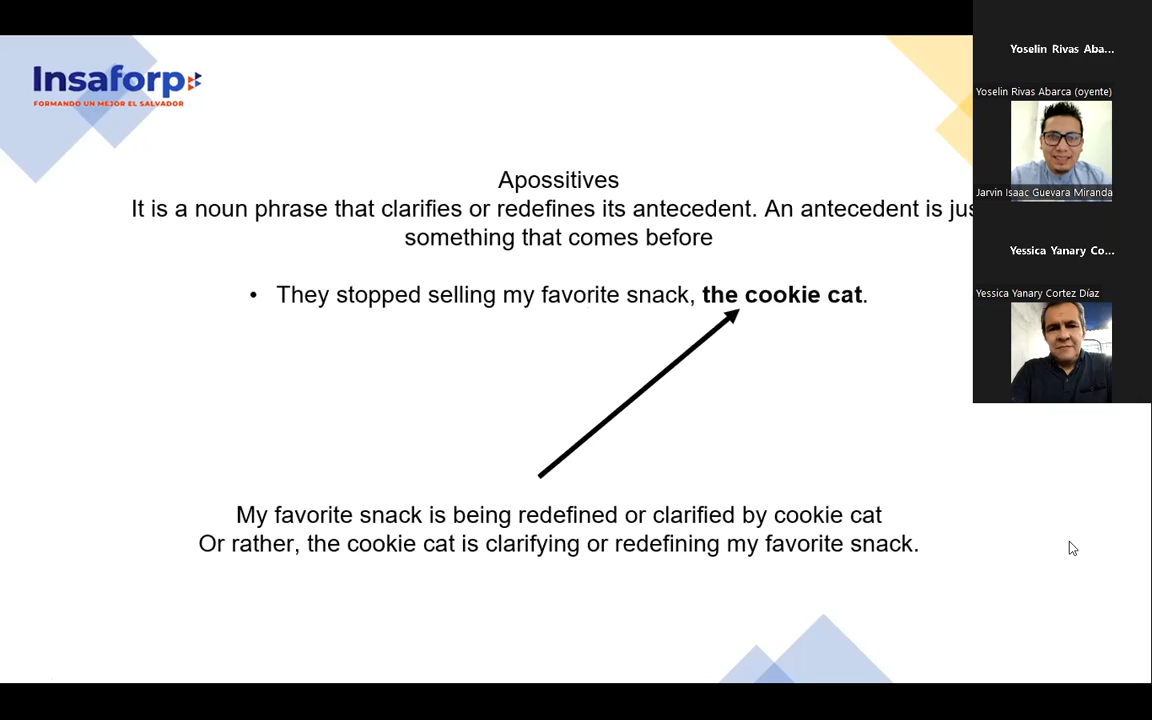 Insaforp
FORMANDO UN MEJOR EL SALVADOR
Apossitives
It is a noun phrase that clarifies or redefines its antecedent. An antecedent is
something that comes before
• They stopped selling my favorite snack, the cookie cat.
My favorite snack is being redefined or clarified by cookie cat
Or rather, the cookie cat is clarifying or redefining my favorite snack.
Yoselin Rivas Aba...
Yoselin Rivas Abarca (oyente)
Jarvin Isaac Guevara Miranda
Yessica Yanary Co...
Yessica Yanary Cortez Díaz